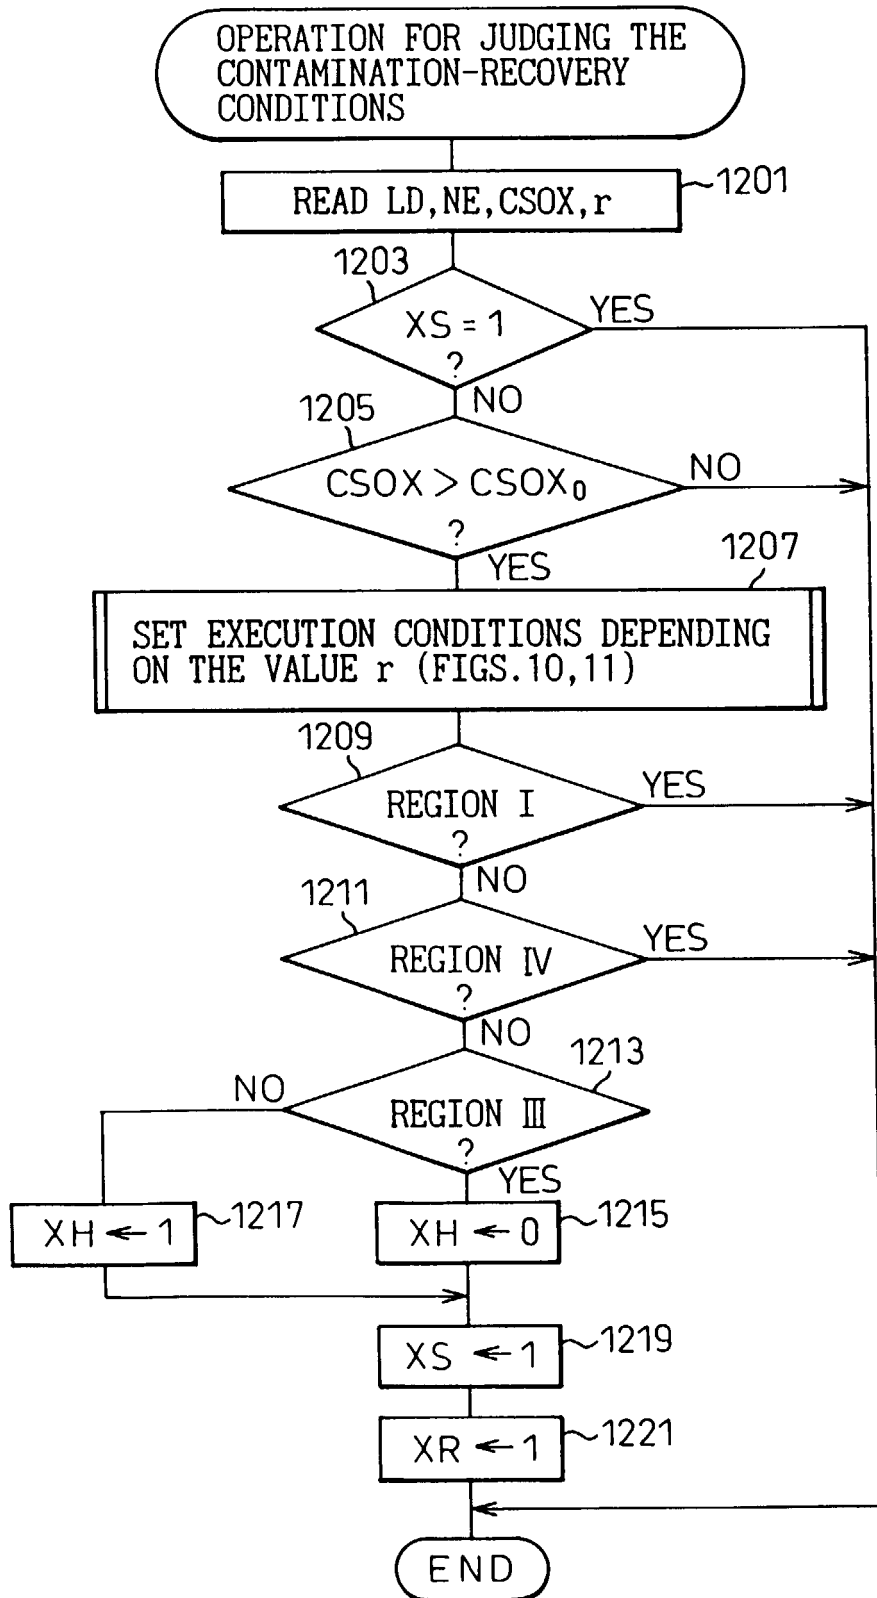 OPERATION FOR JUDGING THE
CONTAMINATION-RECOVERY
CONDITIONS
READ LD,NE,CSOX,r
1201
1203
XS = 1
?
YES
NO
1205
CSOX > CSOX₀
?
NO
YES
1207
SET EXECUTION CONDITIONS DEPENDING
ON THE VALUE r (FIGS.10,11)
1209
REGION I
?
YES
NO
1211
REGION IV
?
YES
NO
1213
REGION III
?
NO
YES
XH ← 1
1217
XH ← 0
1215
XS ← 1
1219
XR ← 1
1221
END